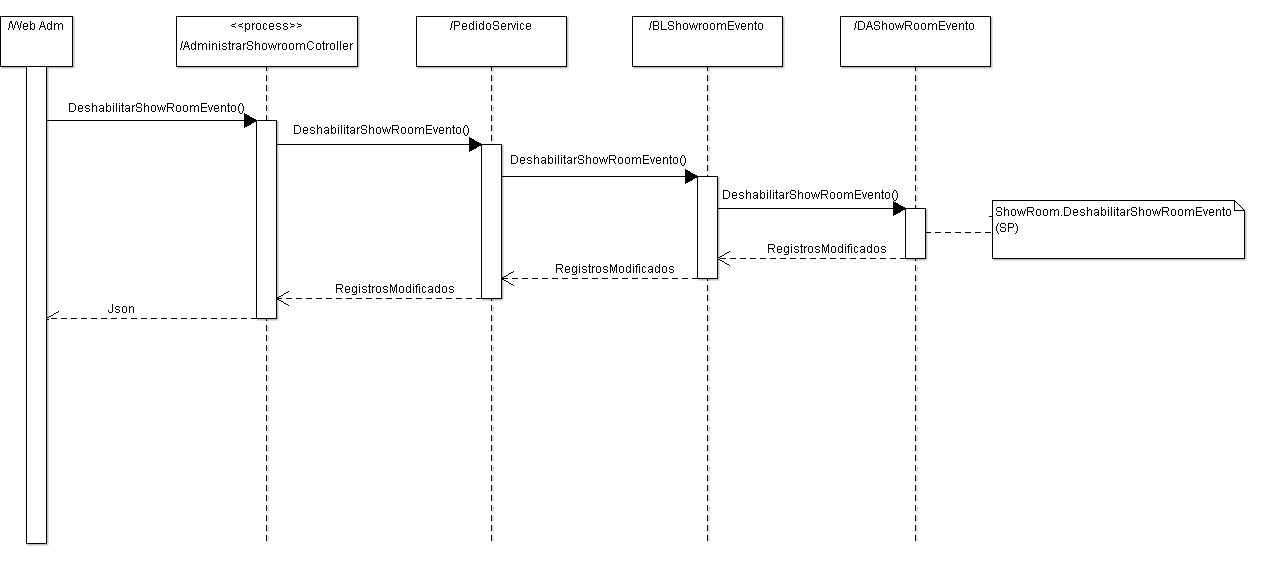 /Web Adm
<<process>>
/AdministrarShowroomCotroller
/PedidoService
/BLShowroomEvento
/DAShowRoomEvento
DeshabilitarShowRoomEvento()
DeshabilitarShowRoomEvento()
DeshabilitarShowRoomEvento()
DeshabilitarShowRoomEvento()
ShowRoom.DeshabilitarShowRoomEvento
(SP)
RegistrosModificados
RegistrosModificados
RegistrosModificados
Json